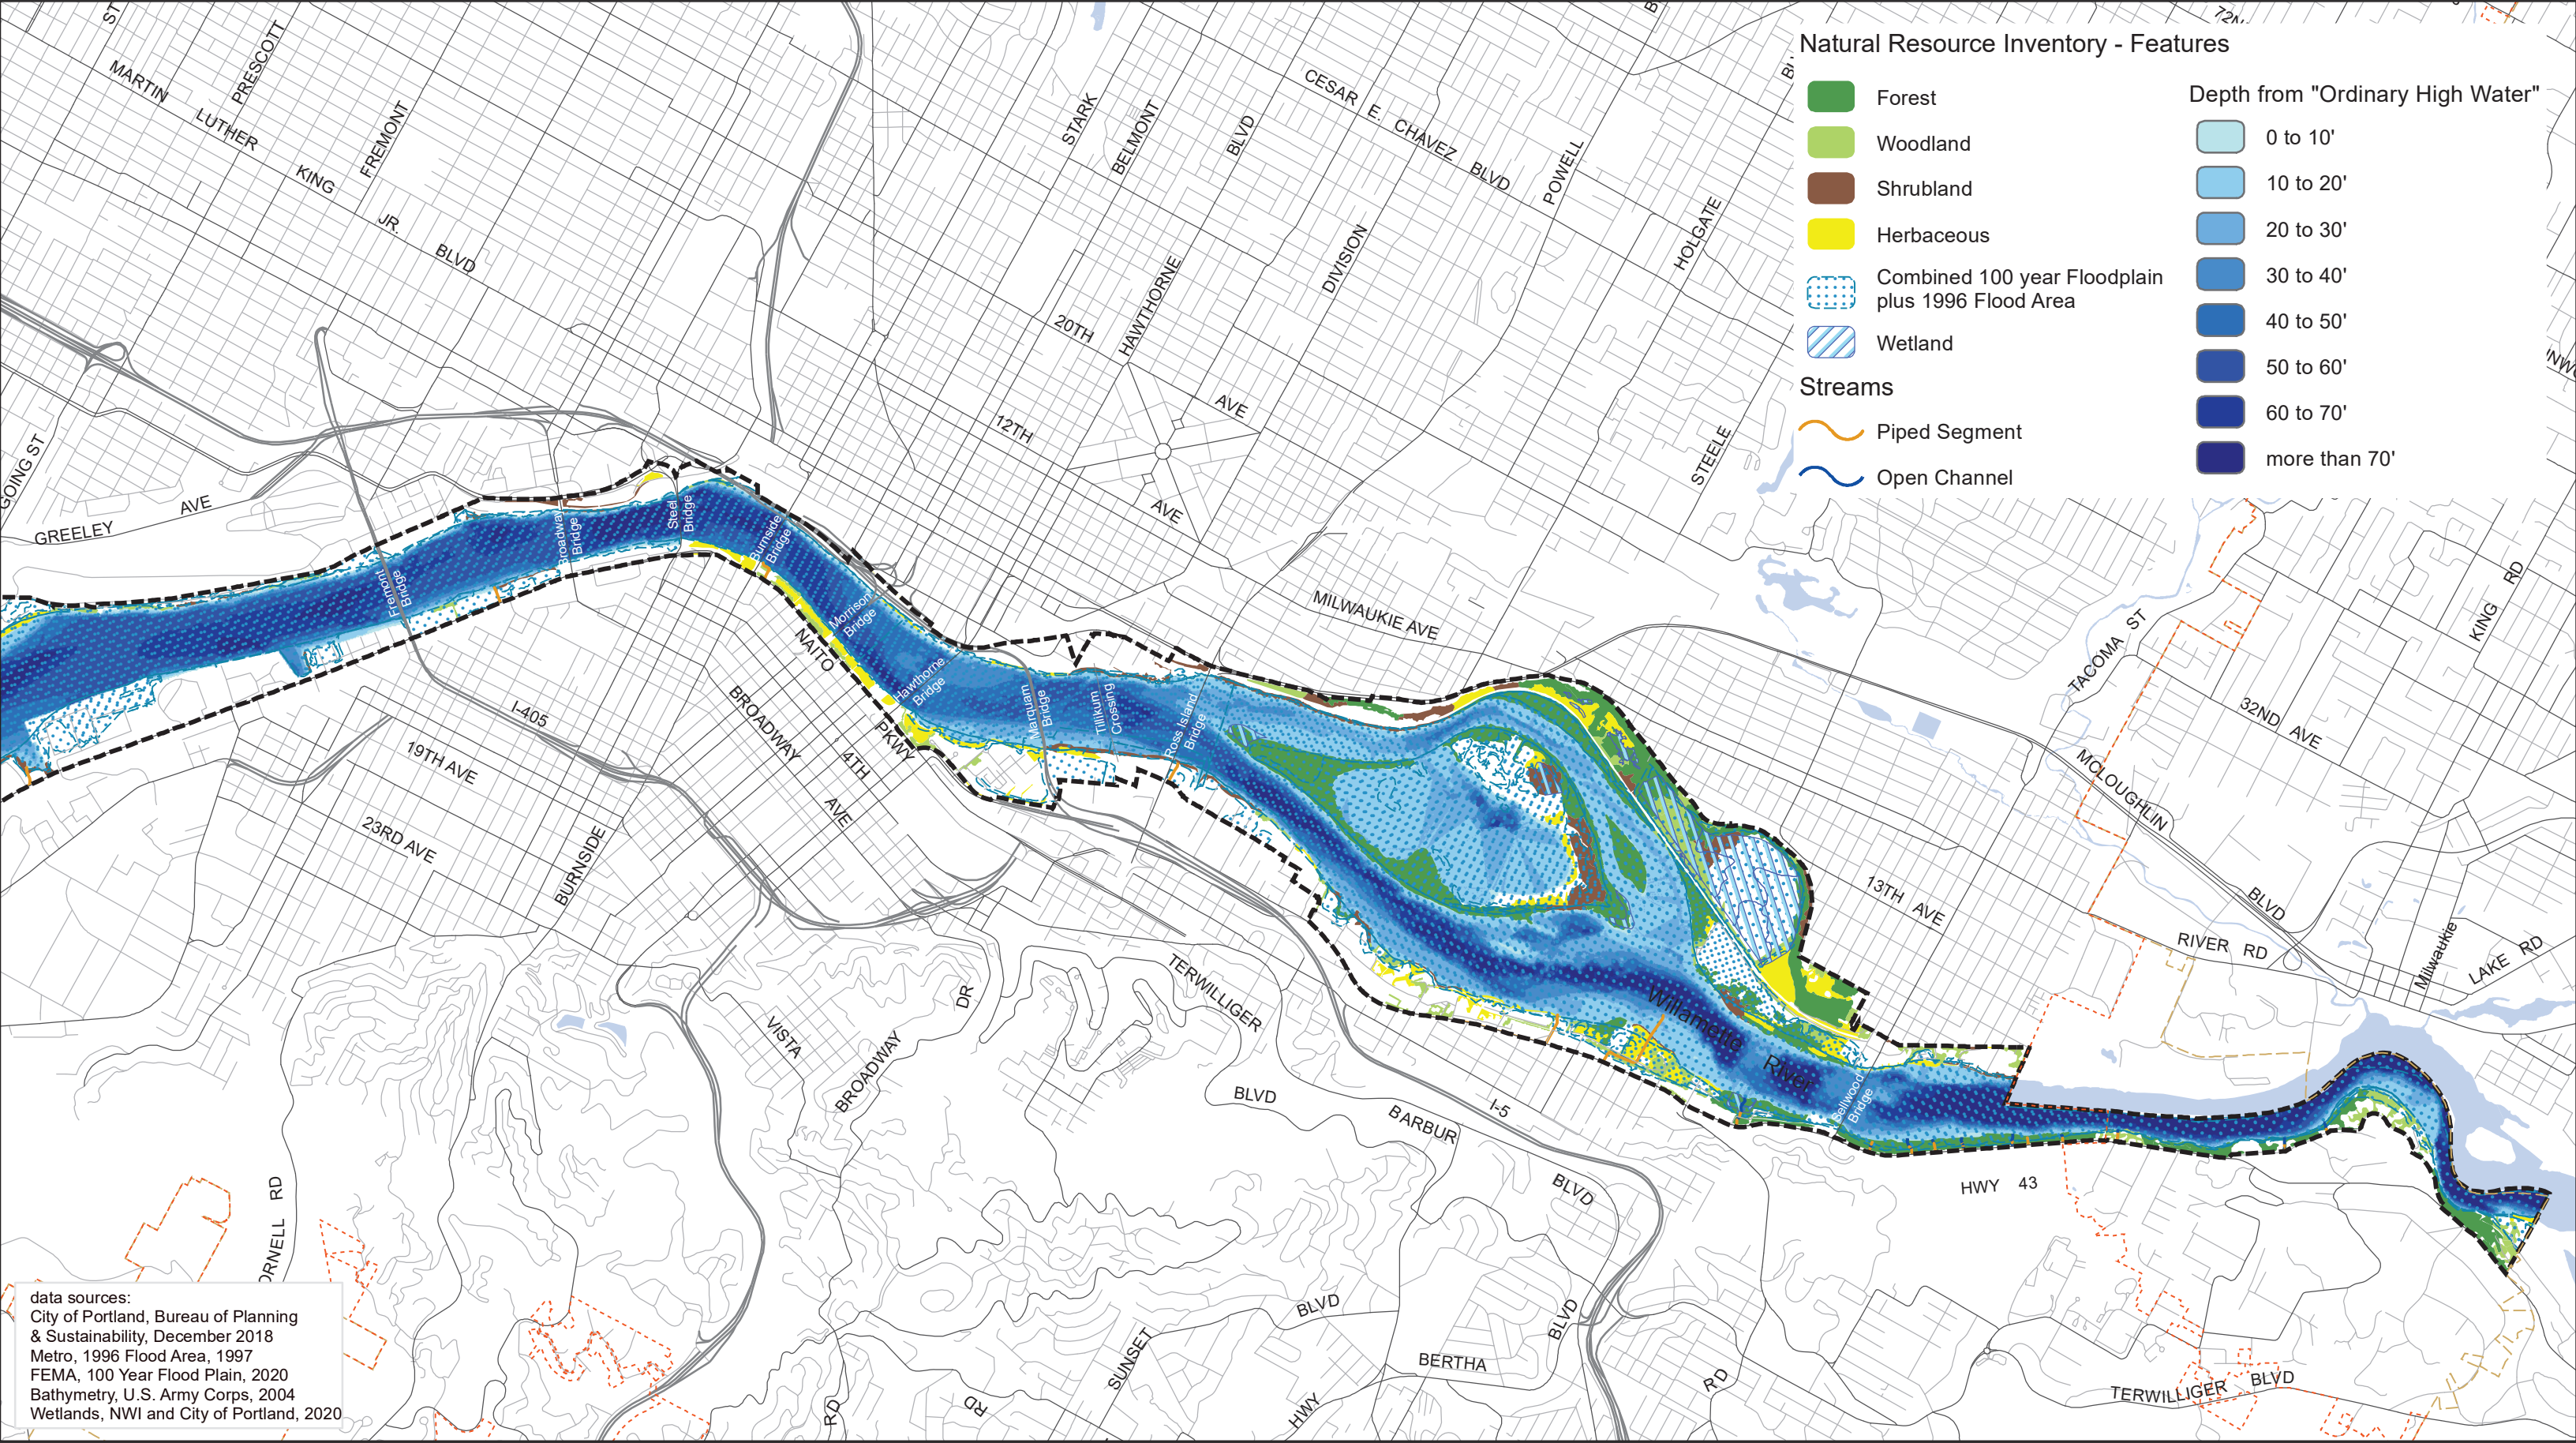 Natural Resource Inventory - Features
Forest
Woodland
Shrubland
Herbaceous
Combined 100 year Floodplain
plus 1996 Flood Area
Wetland
Streams
Piped Segment
Open Channel
Depth from "Ordinary High Water"
0 to 10'
10 to 20'
20 to 30'
30 to 40'
40 to 50'
50 to 60'
60 to 70'
more than 70'
ST
PRESCOTT
MARTIN
LUTHER
KING
JR.
BLVD
FREMONT
STARK
BELMONT
BLVD
CESAR
E.
CHAVEZ
BLVD
POWELL
HOLGATE
DIVISION
HAWTHORNE
20TH
AVE
12TH
AVE
STEELE
GOING ST
GREELEY
AVE
Fremont
Bridge
Broadway
Bridge
Steel
Bridge
Burnside
Bridge
Morrison
Bridge
Hawthorne
Bridge
Marquam
Bridge
Tilikum
Crossing
Ross Island
Bridge
Sellwood
Bridge
Willamette
River
MILWAUKIE AVE
TACOMA
ST
KING
RD
32ND
AVE
MCLOUGHLIN
BLVD
13TH
AVE
RIVER
RD
Milwaukie
LAKE
RD
NAITO
PKWY
BROADWAY
4TH
AVE
I-405
19TH AVE
23RD AVE
BURNSIDE
VISTA
BROADWAY
DR
TERWILLIGER
BLVD
BARBUR
BLVD
I-5
HWY
43
RD
BLVD
BLVD
SUNSET
HWY
BERTHA
RD
RD
RD
TERWILLIGER
BLVD
data sources:
City of Portland, Bureau of Planning
& Sustainability, December 2018
Metro, 1996 Flood Area, 1997
FEMA, 100 Year Flood Plain, 2020
Bathymetry, U.S. Army Corps, 2004
Wetlands, NWI and City of Portland, 2020